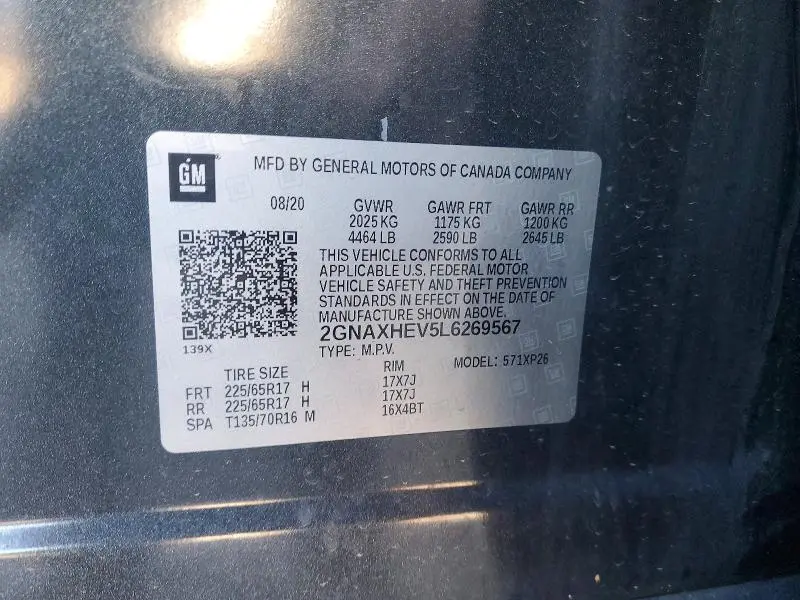 GM
MFD BY GENERAL MOTORS OF CANADA COMPANY
08/20 GVWR GAWR FRT GAWR RR
2025 KG 1175 KG 1200 KG
4464 LB 2590 LB 2645 LB
THIS VEHICLE CONFORMS TO ALL
APPLICABLE U.S. FEDERAL MOTOR
VEHICLE SAFETY AND THEFT PREVENTION
STANDARDS IN EFFECT ON THE DATE OF
MANUFACTURE SHOWN ABOVE.
2GNAXHEV5L6269567
139X
TYPE: M.P.V. MODEL: 571XP26
TIRE SIZE RIM
FRT 225/65R17 H 17X7J
RR 225/65R17 H 17X7J
SPA T135/70R16 M 16X4BT